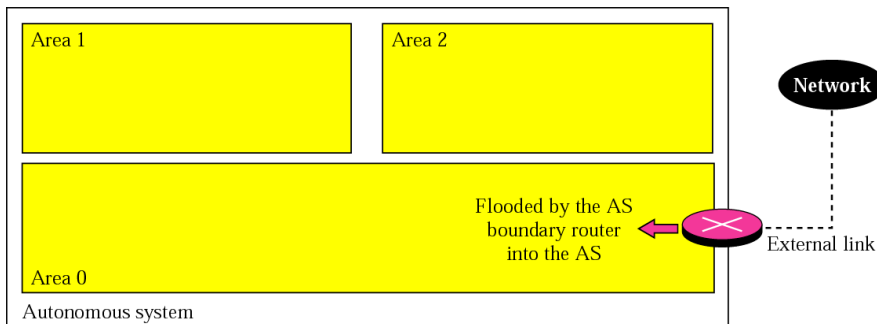 Area 1
Area 2
Network
Flooded by the AS
boundary router
into the AS
External link
Area 0
Autonomous system